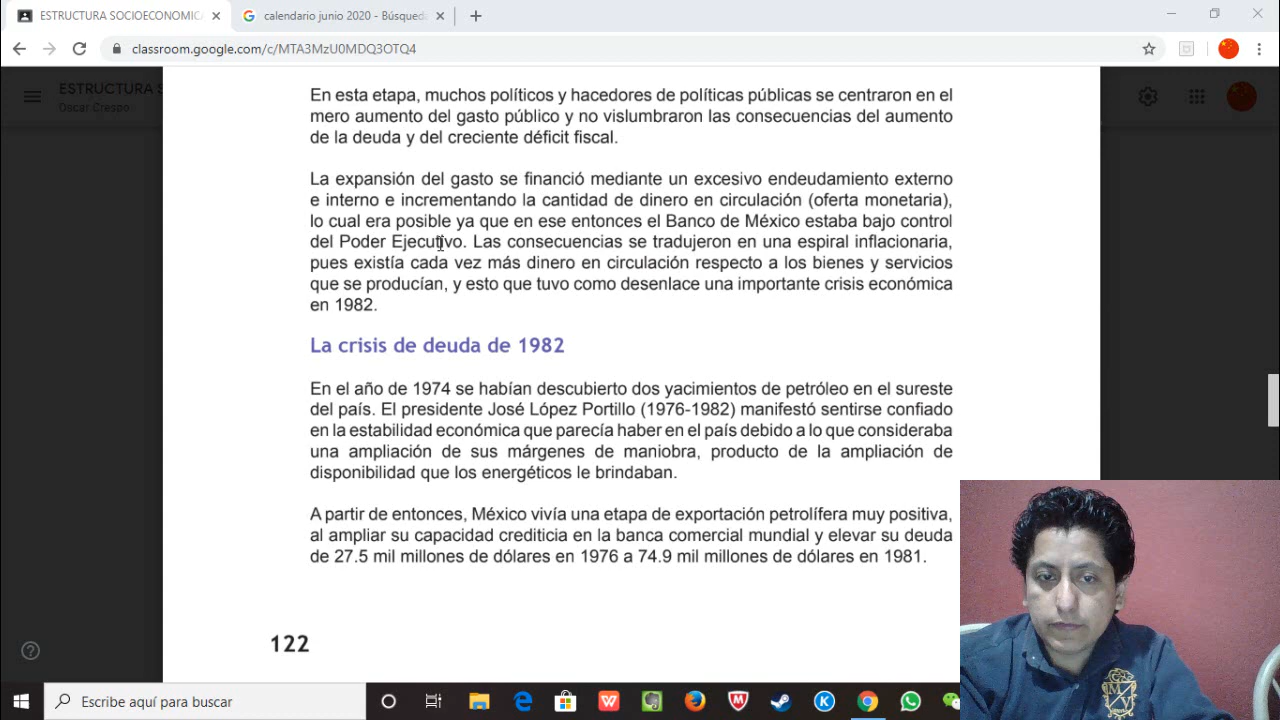 ESTRUCTURA SOCIOECONOMICA
calendario junio 2020 - Búsqueda
classroom.google.com/c/MTA3MzU0MDQ3OTQ4
ESTRUCTURA S
Oscar Crespo
En esta etapa, muchos políticos y hacedores de políticas públicas se centraron en el
mero aumento del gasto público y no vislumbraron las consecuencias del aumento
de la deuda y del creciente déficit fiscal.
La expansión del gasto se financió mediante un excesivo endeudamiento externo
e interno e incrementando la cantidad de dinero en circulación (oferta monetaria),
lo cual era posible ya que en ese entonces el Banco de México estaba bajo control
del Poder Ejecutivo. Las consecuencias se tradujeron en una espiral inflacionaria,
pues existía cada vez más dinero en circulación respecto a los bienes y servicios
que se producían, y esto que tuvo como desenlace una importante crisis económica
en 1982.
La crisis de deuda de 1982
En el año de 1974 se habían descubierto dos yacimientos de petróleo en el sureste
del país. El presidente José López Portillo (1976-1982) manifestó sentirse confiado
en la estabilidad económica que parecía haber en el país debido a lo que consideraba
una ampliación de sus márgenes de maniobra, producto de la ampliación de
disponibilidad que los energéticos le brindaban.
A partir de entonces, México vivía una etapa de exportación petrolífera muy positiva,
al ampliar su capacidad crediticia en la banca comercial mundial y elevar su deuda
de 27.5 mil millones de dólares en 1976 a 74.9 mil millones de dólares en 1981.
122
Escribe aquí para buscar